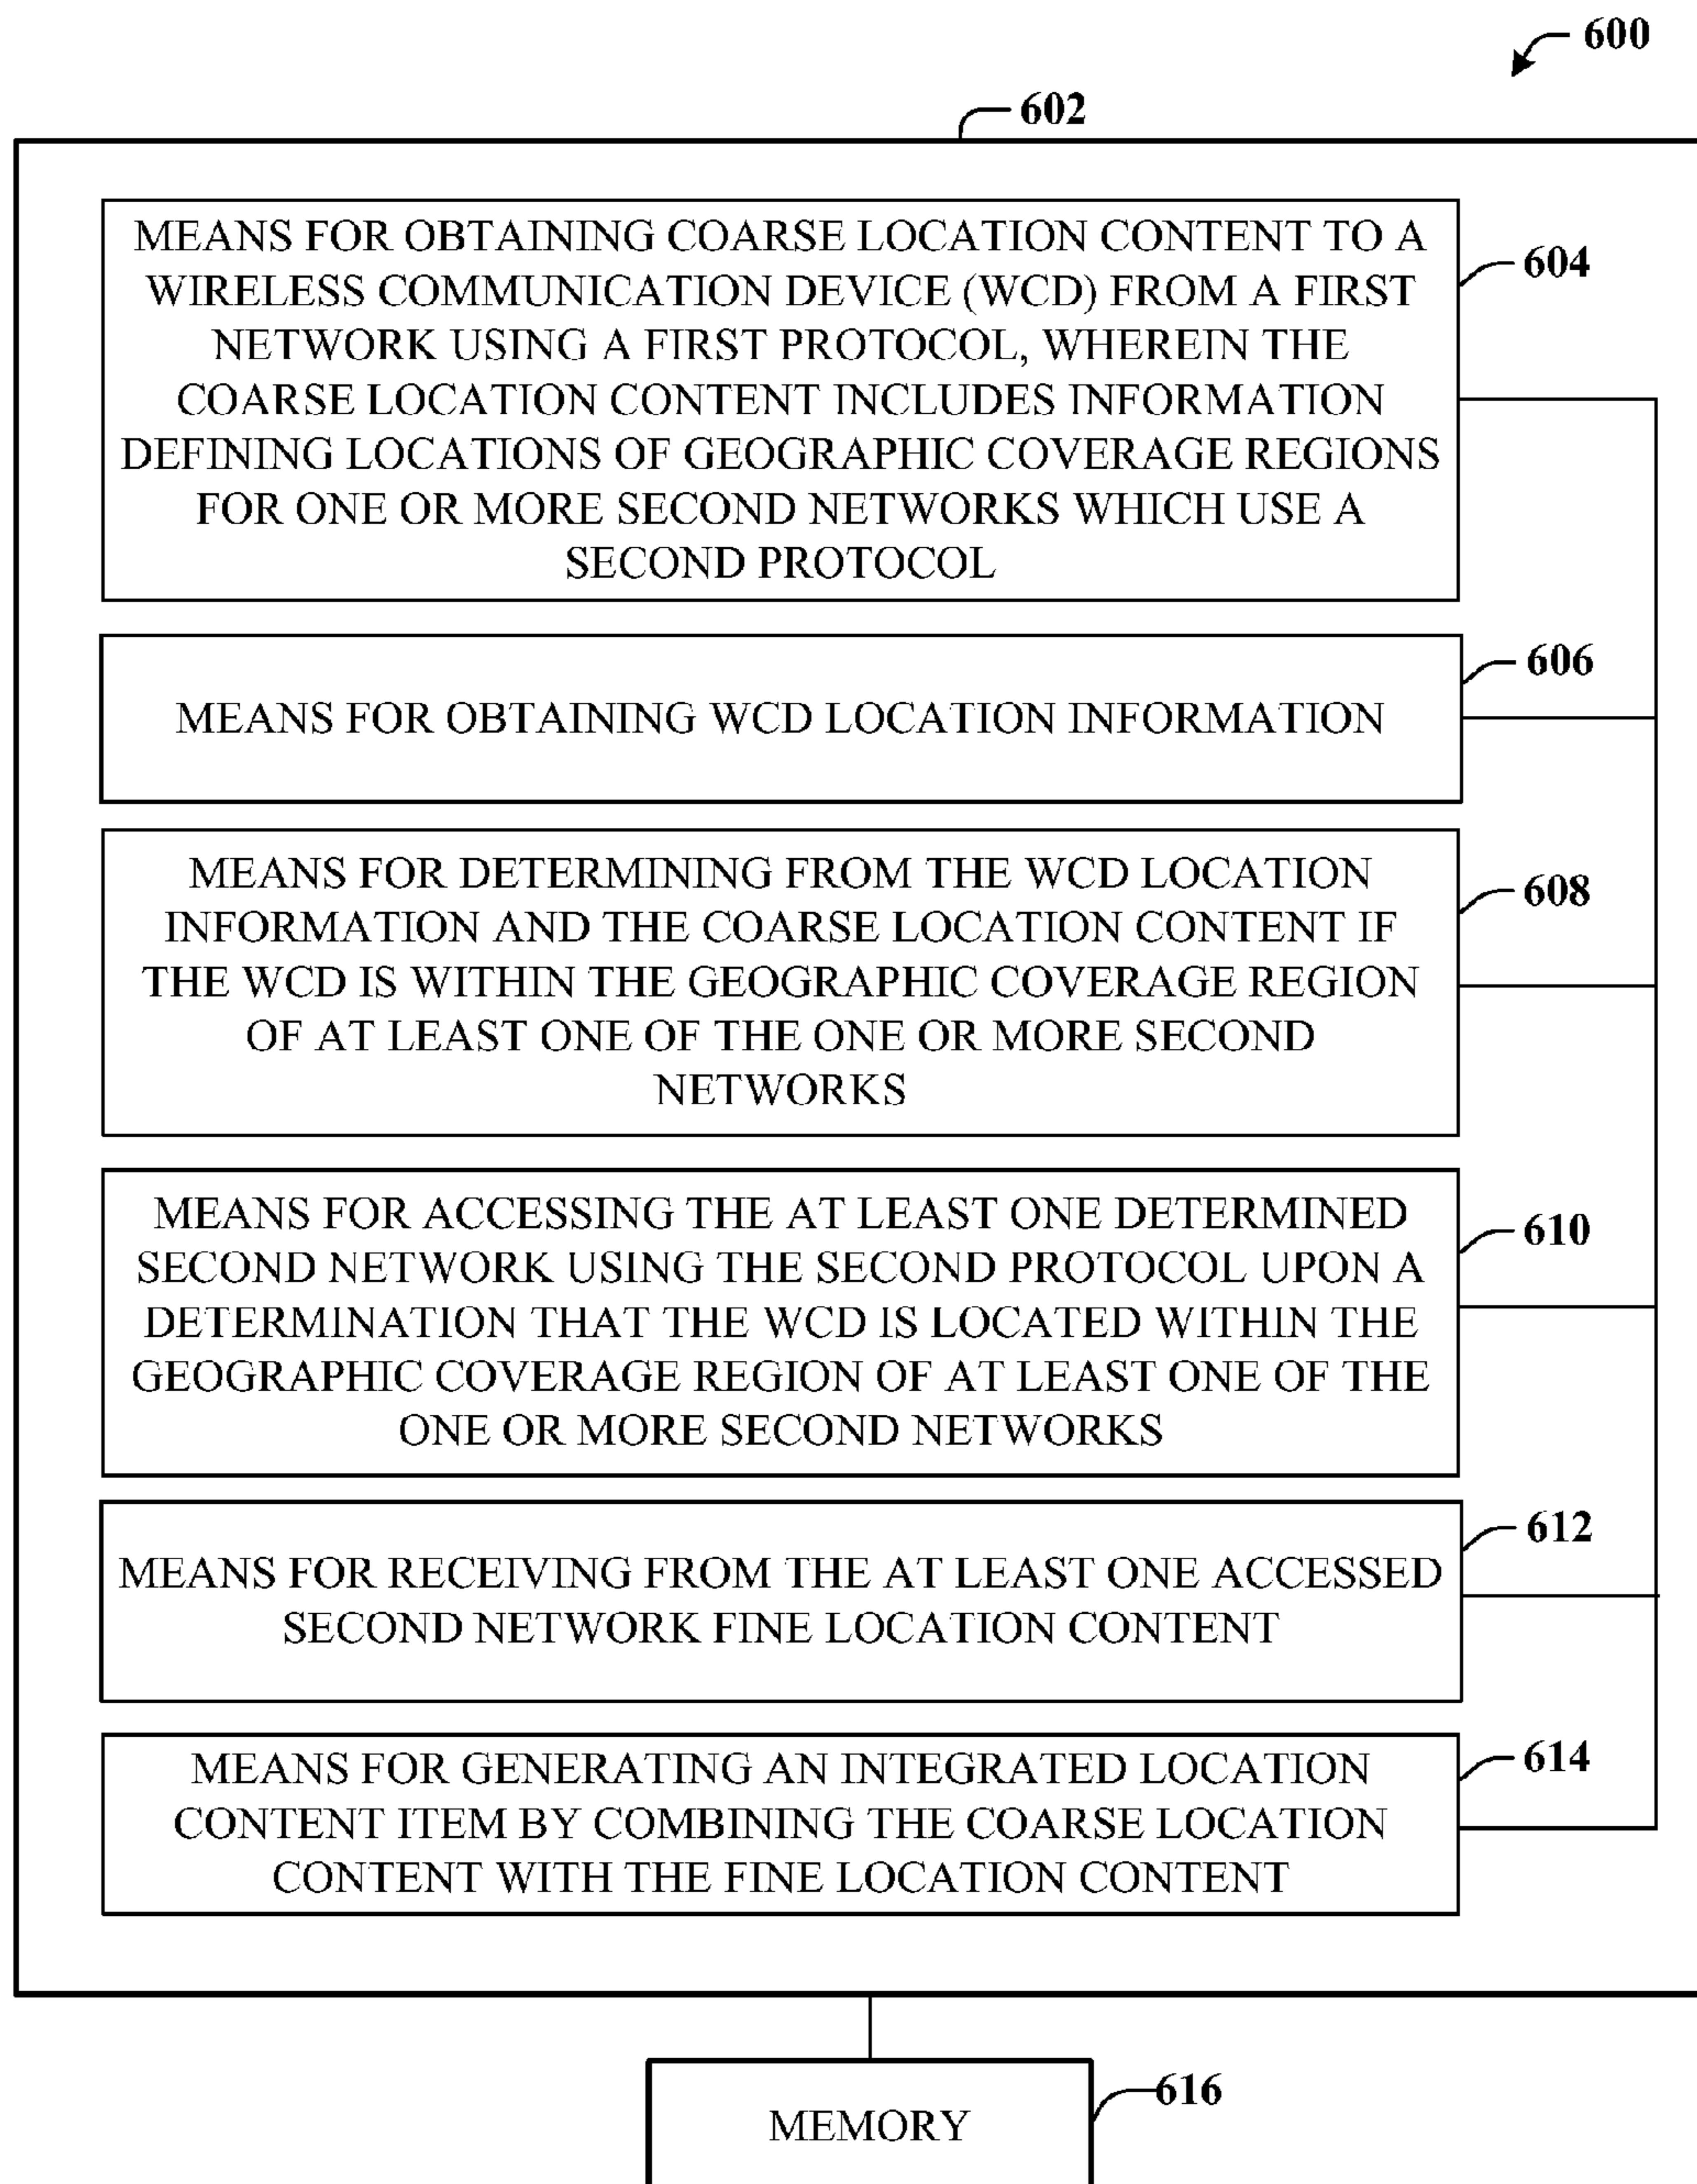 600
602
MEANS FOR OBTAINING COARSE LOCATION CONTENT TO A
WIRELESS COMMUNICATION DEVICE (WCD) FROM A FIRST
NETWORK USING A FIRST PROTOCOL, WHEREIN THE
COARSE LOCATION CONTENT INCLUDES INFORMATION
DEFINING LOCATIONS OF GEOGRAPHIC COVERAGE REGIONS
FOR ONE OR MORE SECOND NETWORKS WHICH USE A
SECOND PROTOCOL
604
MEANS FOR OBTAINING WCD LOCATION INFORMATION
606
MEANS FOR DETERMINING FROM THE WCD LOCATION
INFORMATION AND THE COARSE LOCATION CONTENT IF
THE WCD IS WITHIN THE GEOGRAPHIC COVERAGE REGION
OF AT LEAST ONE OF THE ONE OR MORE SECOND
NETWORKS
608
MEANS FOR ACCESSING THE AT LEAST ONE DETERMINED
SECOND NETWORK USING THE SECOND PROTOCOL UPON A
DETERMINATION THAT THE WCD IS LOCATED WITHIN THE
GEOGRAPHIC COVERAGE REGION OF AT LEAST ONE OF THE
ONE OR MORE SECOND NETWORKS
610
MEANS FOR RECEIVING FROM THE AT LEAST ONE ACCESSED
SECOND NETWORK FINE LOCATION CONTENT
612
MEANS FOR GENERATING AN INTEGRATED LOCATION
CONTENT ITEM BY COMBINING THE COARSE LOCATION
CONTENT WITH THE FINE LOCATION CONTENT
614
MEMORY
616